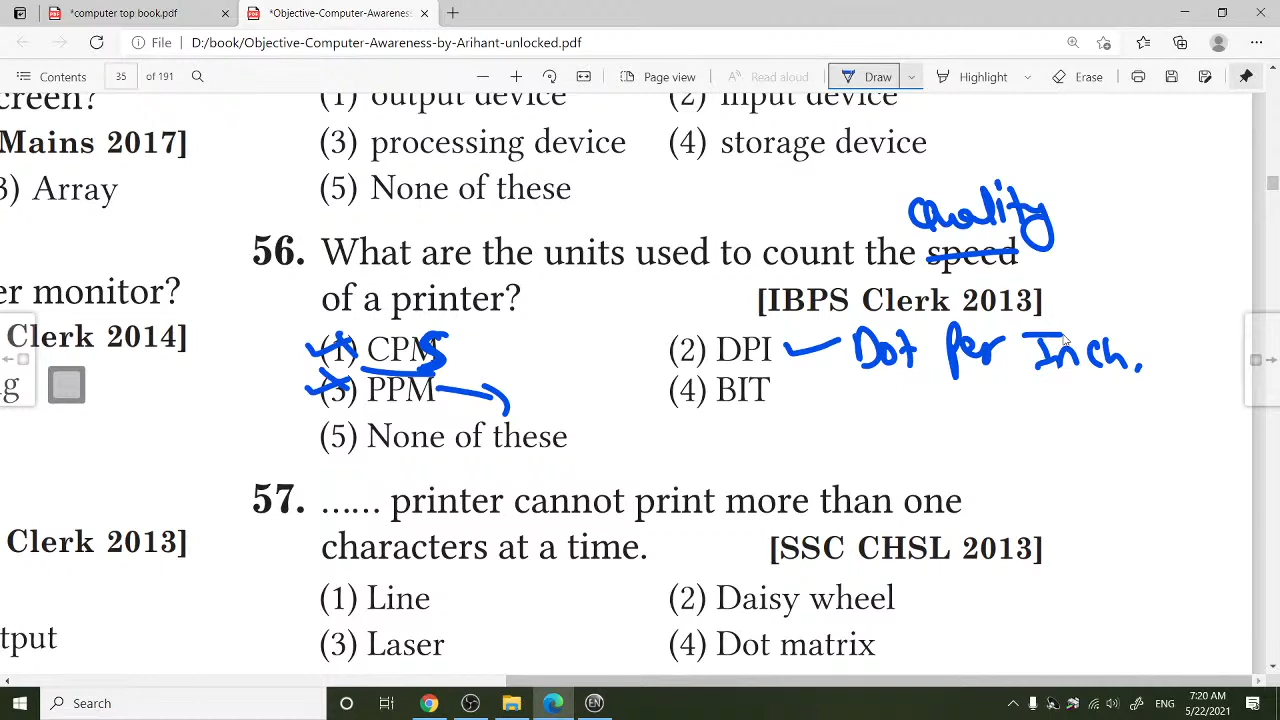 *computer top book.pdf
*Objective-Computer-Awareness
File D:/book/Objective-Computer-Awareness-by-Arihant-unlocked.pdf
Contents 35 of 191 Page view Read aloud Draw Highlight Erase
creen?
Mains 2017]
3) Array
er monitor?
Clerk 2014]
g
Clerk 2013]
tput
(1) output device (2) input device
(3) processing device (4) storage device
(5) None of these
Quality
56. What are the units used to count the speed
of a printer? [IBPS Clerk 2013]
(1) CPM S (2) DPI Dot Per Inch.
(3) PPM (4) BIT
(5) None of these
57. ...... printer cannot print more than one
characters at a time. [SSC CHSL 2013]
(1) Line (2) Daisy wheel
(3) Laser (4) Dot matrix
Search EN ENG 7:20 AM
5/22/2021